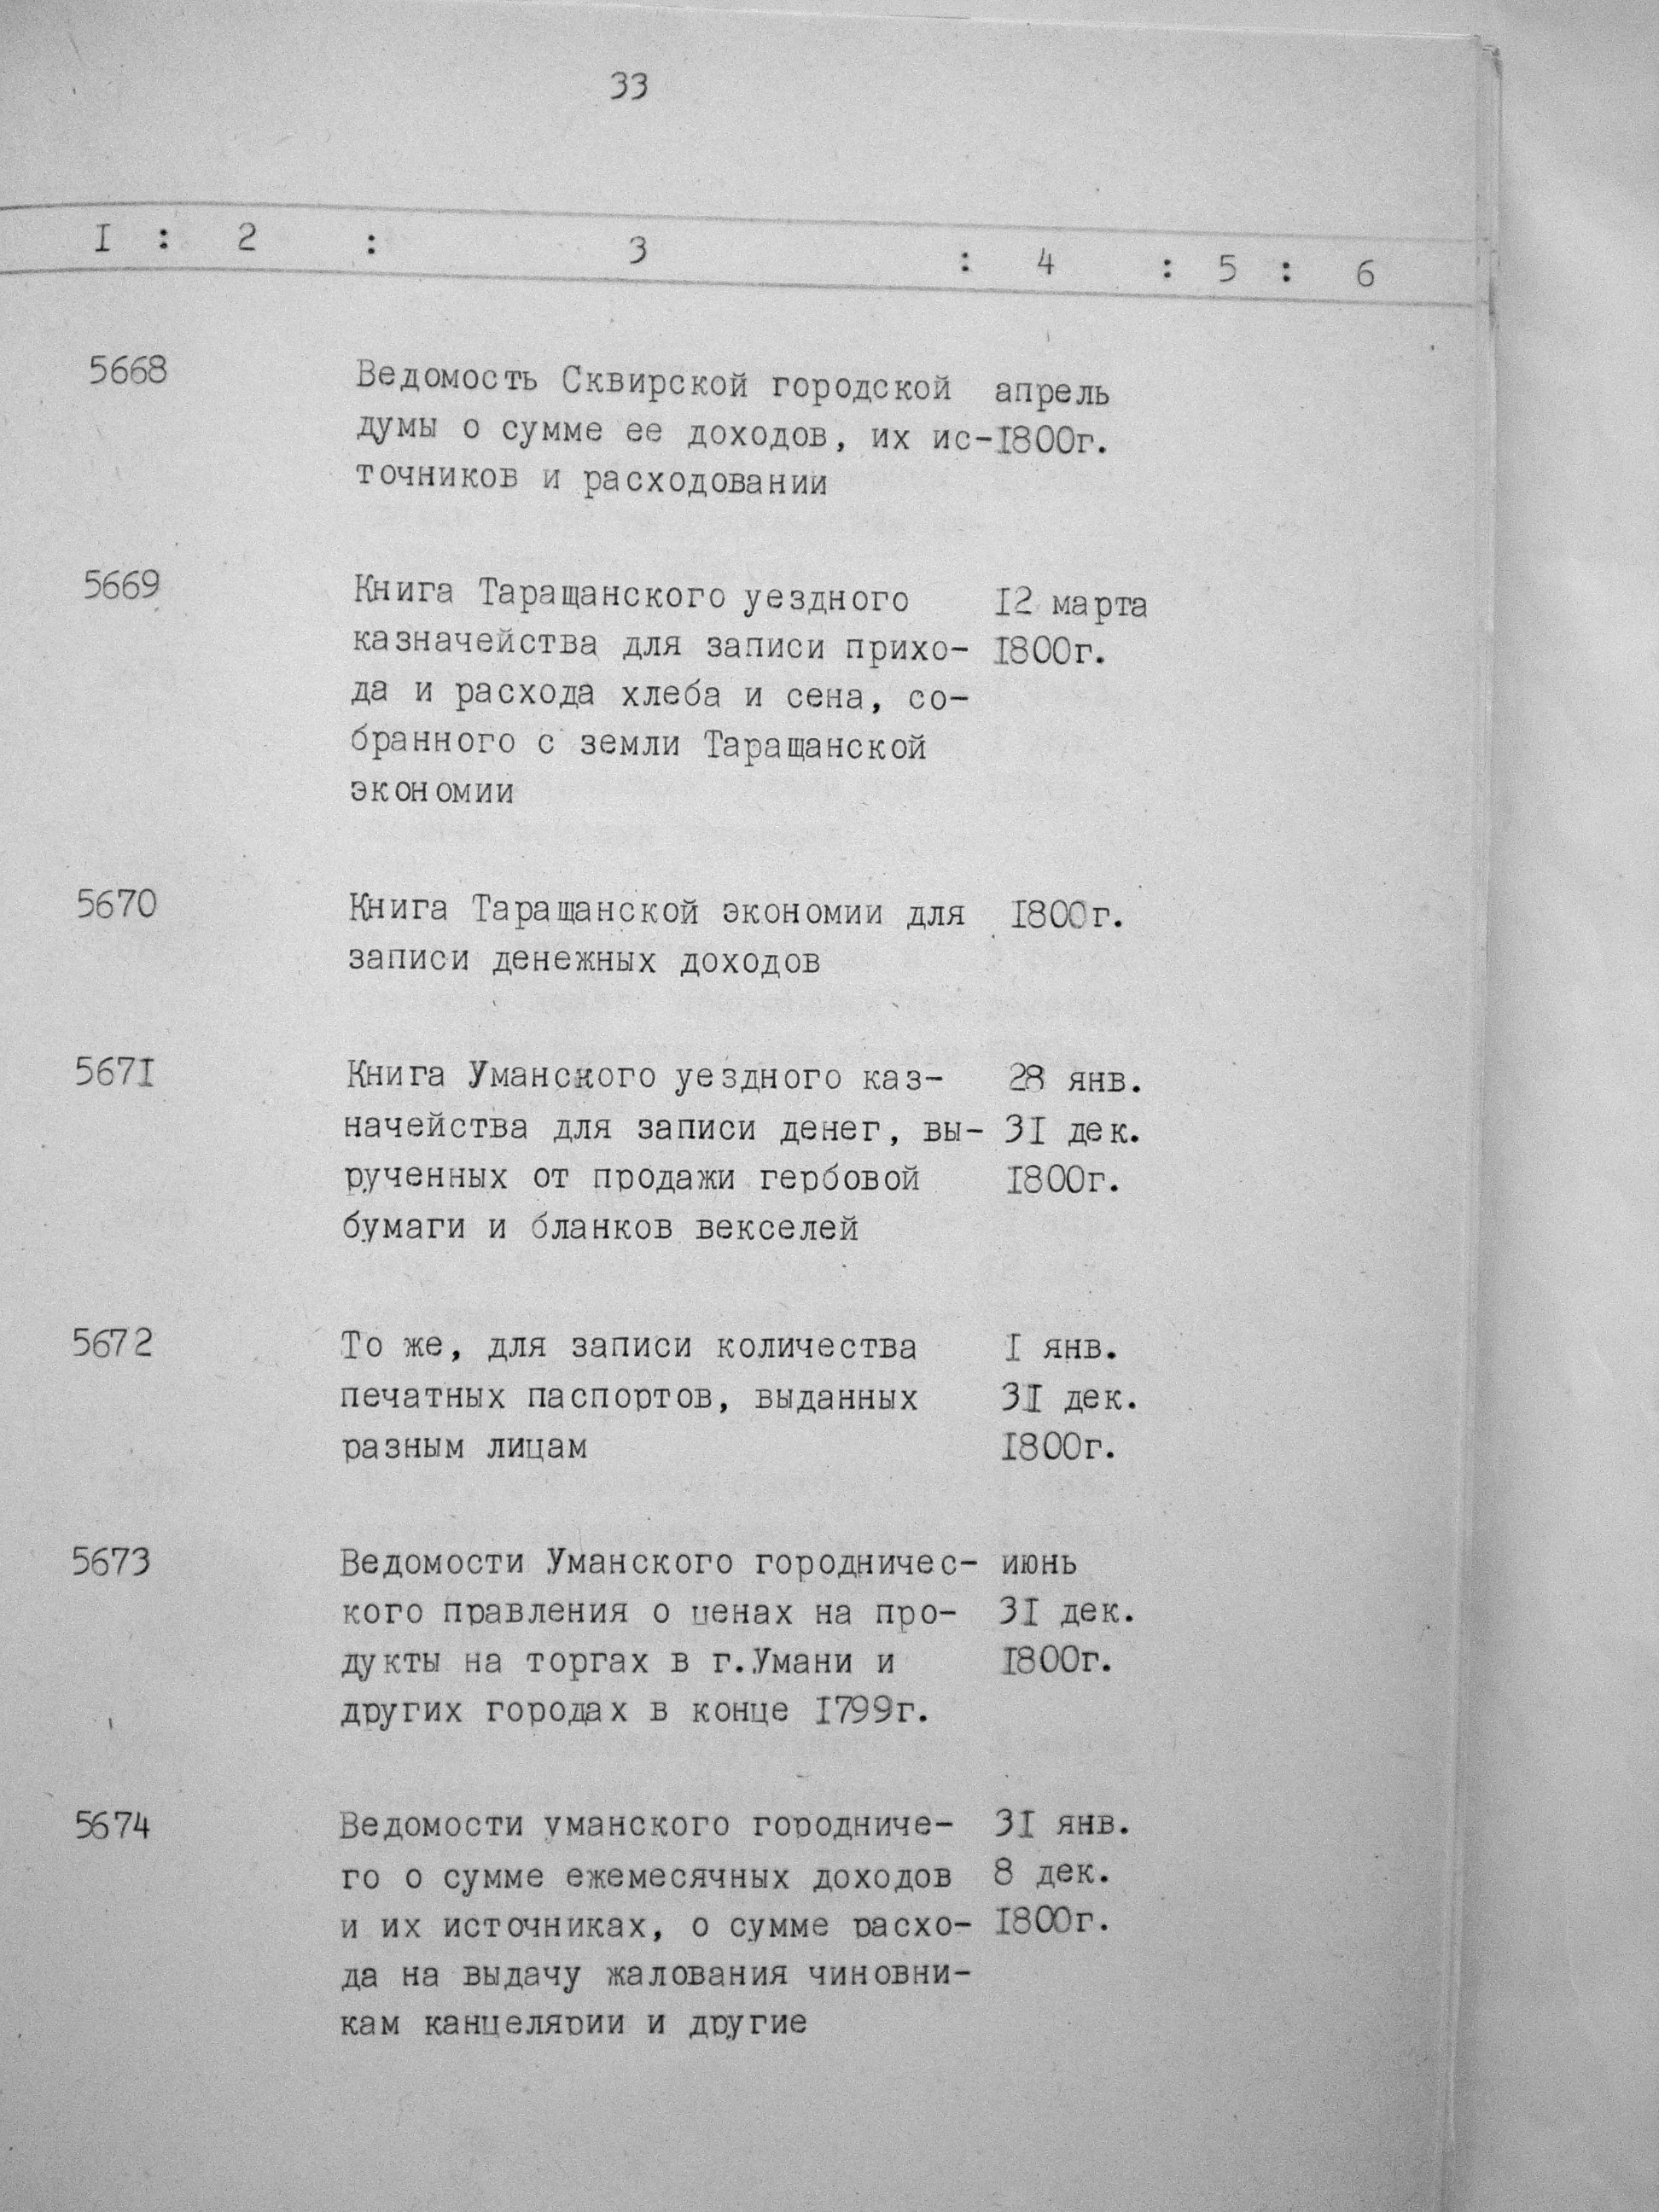 33
I : 2 : 3 : 4 : 5 : 6
5668 Ведомость Сквирской городской апрель
думы о сумме ее доходов, их ис-I800г.
точников и расходовании
5669 Книга Таращанского уездного I2 марта
казначейства для записи прихо- I800г.
да и расхода хлеба и сена, со-
бранного с земли Таращанской
экономии
5670 Книга Таращанской экономии для I800г.
записи денежных доходов
567I Книга Уманского уездного каз- 28 янв.
начейства для записи денег, вы- 3I дек.
рученных от продажи гербовой I800г.
бумаги и бланков векселей
5672 То же, для записи количества I янв.
печатных паспортов, выданных 3I дек.
разным лицам I800г.
5673 Ведомости Уманского городничес- июнь
кого правления о ценах на про- 3I дек.
дукты на торгах в г.Умани и I800г.
других городах в конце I799г.
5674 Ведомости уманского городниче- 3I янв.
го о сумме ежемесячных доходов 8 дек.
и их источниках, о сумме расхо- I800г.
да на выдачу жалования чиновни-
кам канцелярии и другие